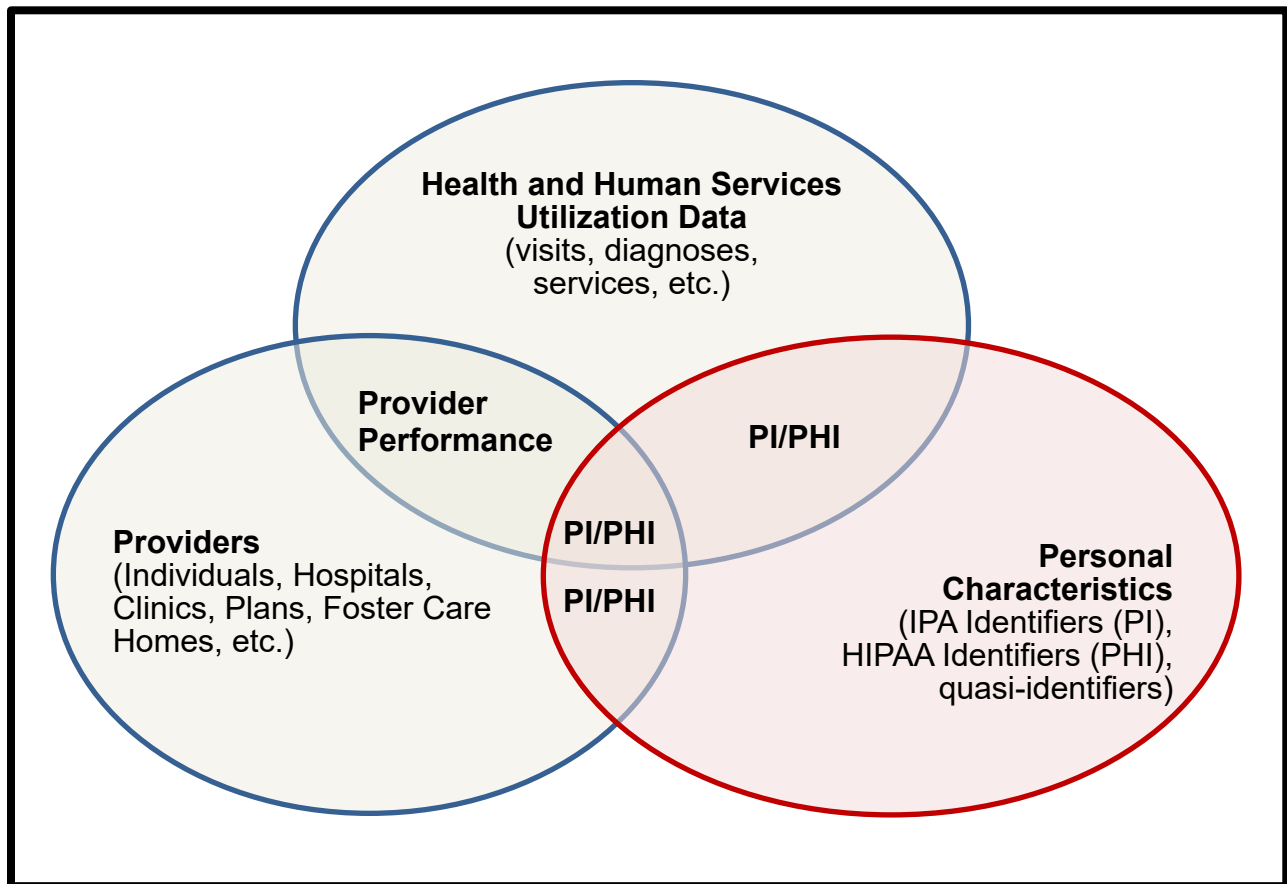 Health and Human Services
Utilization Data
(visits, diagnoses,
services, etc.)
Provider
Performance
PI/PHI
PI/PHI
PI/PHI
Providers
(Individuals, Hospitals,
Clinics, Plans, Foster Care
Homes, etc.)
Personal
Characteristics
(IPA Identifiers (PI),
HIPAA Identifiers (PHI),
quasi-identifiers)